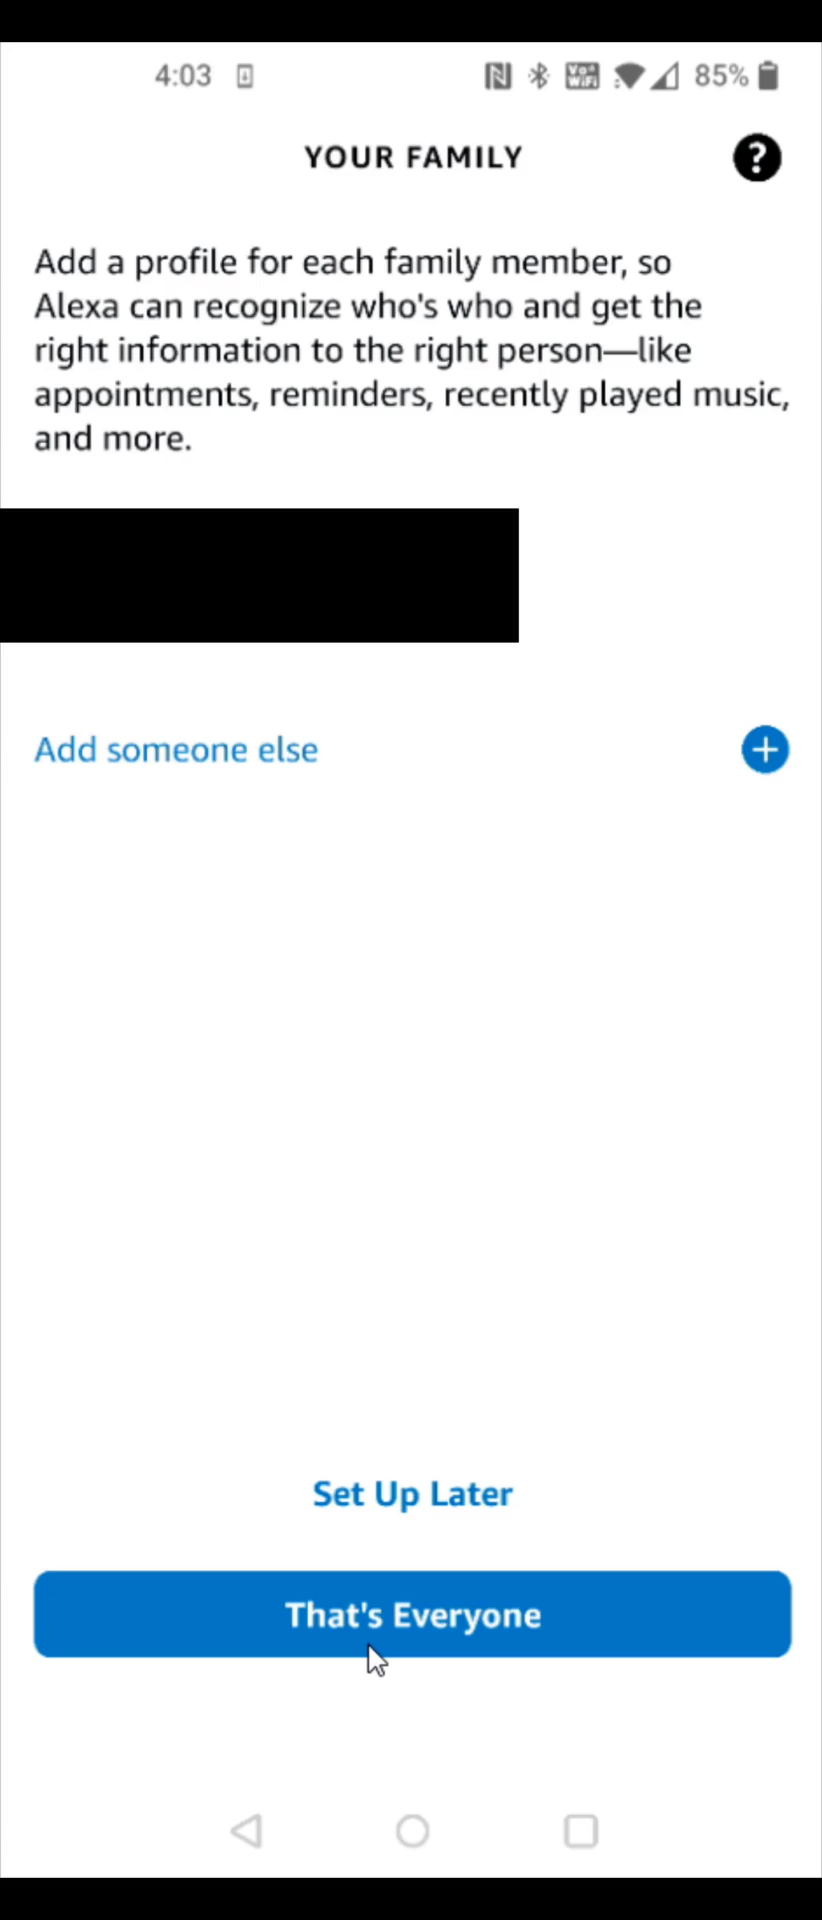 4:03
Vo WiFi 85%
YOUR FAMILY
?
Add a profile for each family member, so
Alexa can recognize who's who and get the
right information to the right person—like
appointments, reminders, recently played music,
and more.
Add someone else
Set Up Later
That's Everyone